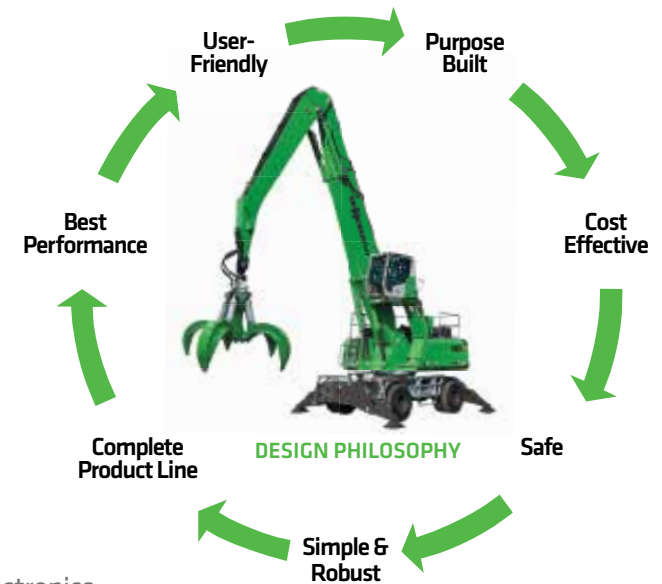 User-
Friendly
Purpose
Built
Cost
Effective
Safe
Simple &
Robust
Complete
Product Line
Best
Performance
DESIGN PHILOSOPHY